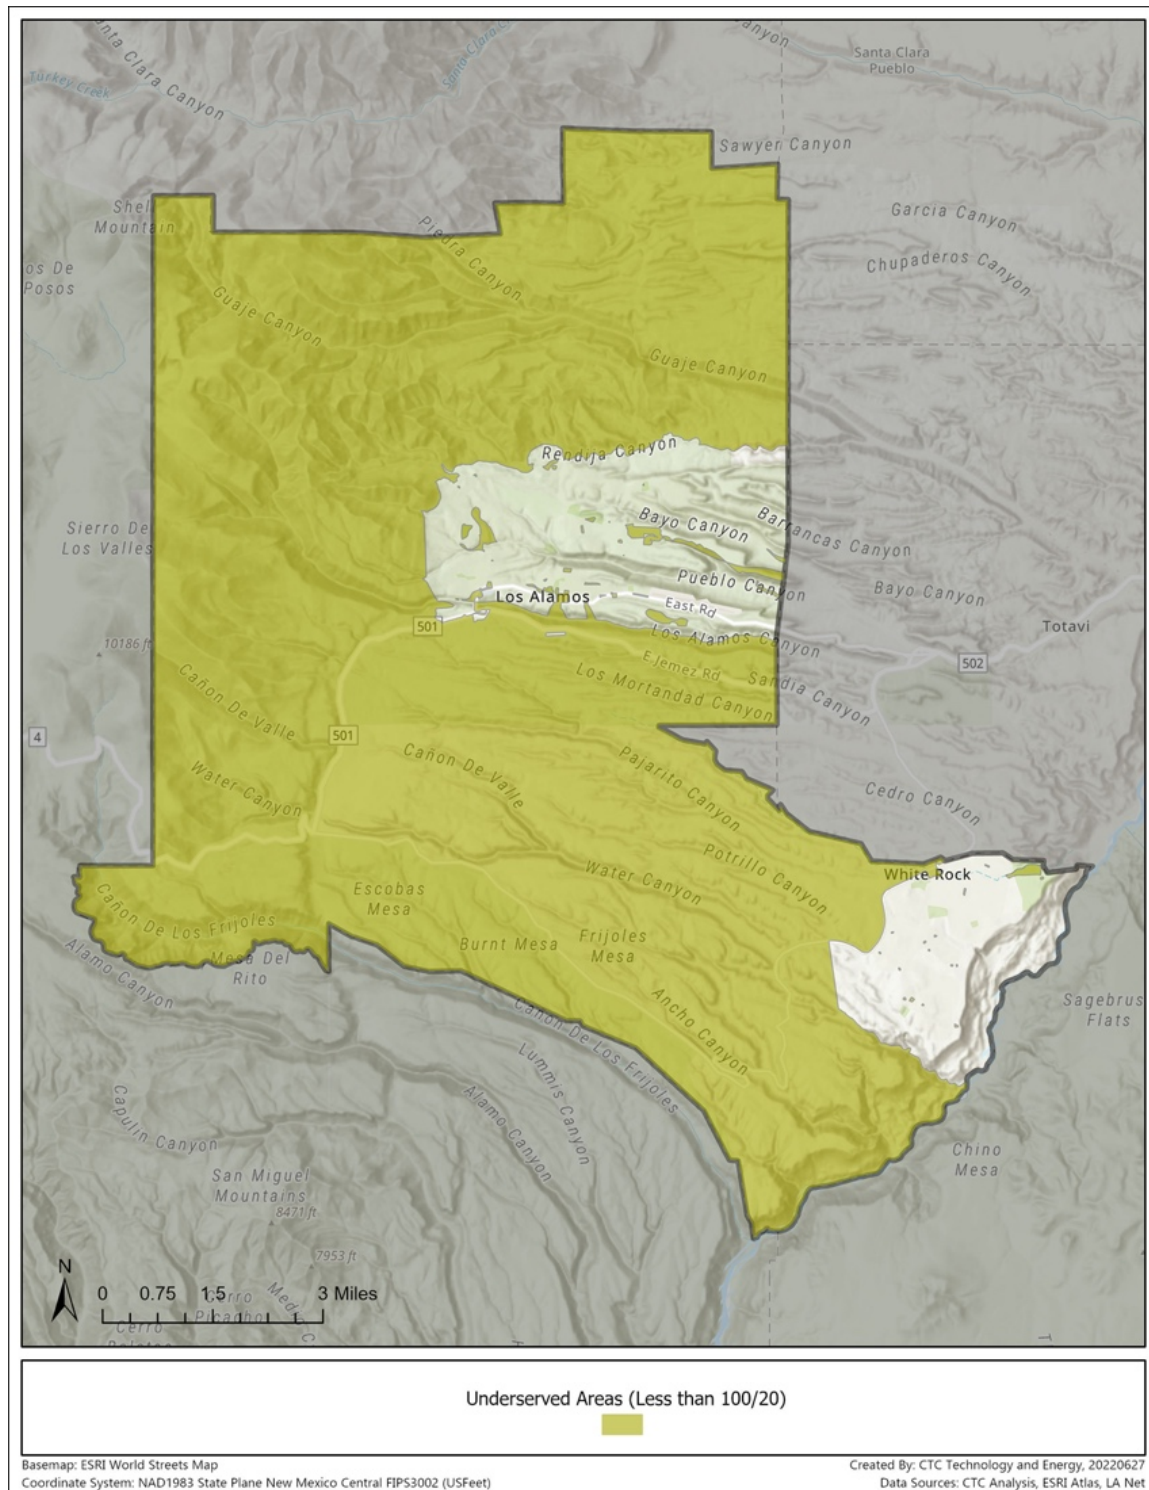 anyon
Santa Clara
Pueblo
Santa Clara C
Santa Clara Canyon
Turkey Creek
Sawyer Canyon
Shell
Mountain
Garcia Canyon
Piedra Canyon
os De
Posos
Chupaderos Canyon
Guaje Canyon
Guaje Canyon
Rendija Canyon
Sierro De
Los Valles
Bayo Canyon
Barrancas Canyon
Pueblo Canyon
Bayo Canyon
Los Alamos
East Rd
501
Totavi
10186 ft
Los Alamos Canyon
502
E Jemez Rd
Los Mortandad Canyon
Sandia Canyon
Cañon De Valle
4
501
Cañon De Valle
Pajarito Canyon
Water Canyon
Cedro Canyon
Potrillo Canyon
White Rock
Water Canyon
Escobas
Mesa
Cañon De Los Frijoles
Burnt Mesa
Frijoles
Mesa
Alamo Canyon
Mesa Del
Rito
Ancho Canyon
Sagebrus
Flats
Cañon De Los Frijoles
Lummis Canyon
Alamo Canyon
Capulin Canyon
Chino
Mesa
San Miguel
Mountains
8471 ft
7953 ft
N
0 0.75 1.5 3 Miles
Cerro
Picacho
Medio C
Cerro
T
Underserved Areas (Less than 100/20)
Basemap: ESRI World Streets Map
Coordinate System: NAD1983 State Plane New Mexico Central FIPS3002 (USFeet)
Created By: CTC Technology and Energy, 20220627
Data Sources: CTC Analysis, ESRI Atlas, LA Net